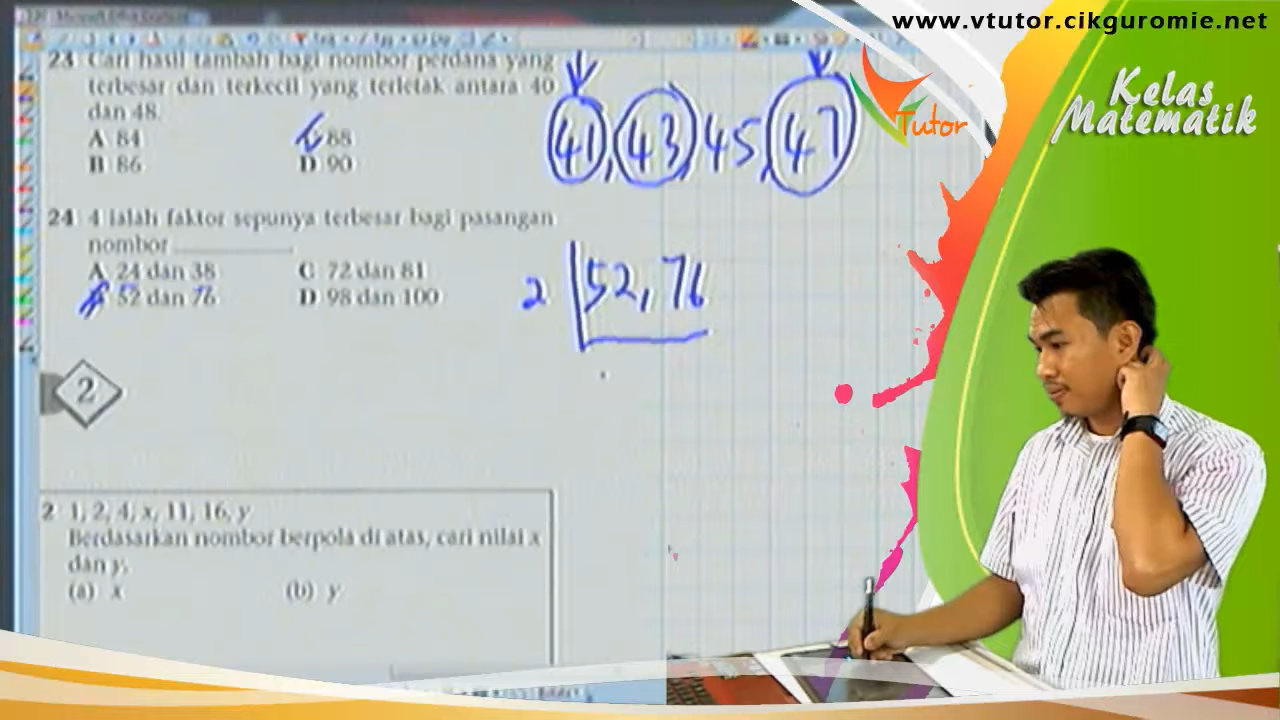 www.vtutor.cikguromie.net
Kelas
Matematik
Tutor
23 Cari hasil tambah bagi nombor perdana yang
terbesar dan terkecil yang terletak antara 40
dan 48.
A 84
88
B 86
D 90
41, 43, 45, 47
24 4 ialah faktor sepunya terbesar bagi pasangan
nombor ____________
A 24 dan 38
C 72 dan 81
52 dan 76
D 98 dan 100
2 52, 76
2
2 1, 2, 4, x, 11, 16, y
Berdasarkan nombor berpola di atas, cari nilai x
dan y.
(a) x
(b) y